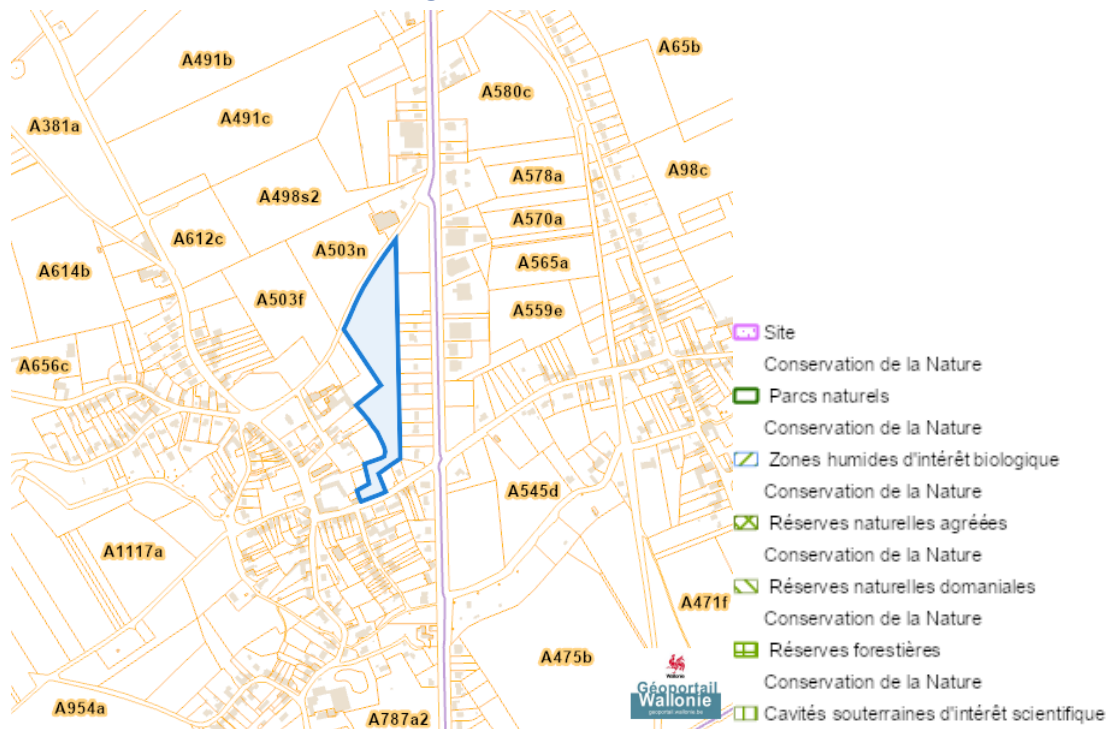 A491b
A65b
A580c
A381a
A491c
A578a
A98c
A498s2
A570a
A612c
A503n
A565a
A614b
A503f
A559e
A656c
A545d
A1117a
A471f
A475b
A954a
A787a2
Wallonie
Géoportail
Wallonie
geoportail.wallonie.be
Site
Conservation de la Nature
Parcs naturels
Conservation de la Nature
Zones humides d'intérêt biologique
Conservation de la Nature
Réserves naturelles agréées
Conservation de la Nature
Réserves naturelles domaniales
Conservation de la Nature
Réserves forestières
Conservation de la Nature
Cavités souterraines d'intérêt scientifique